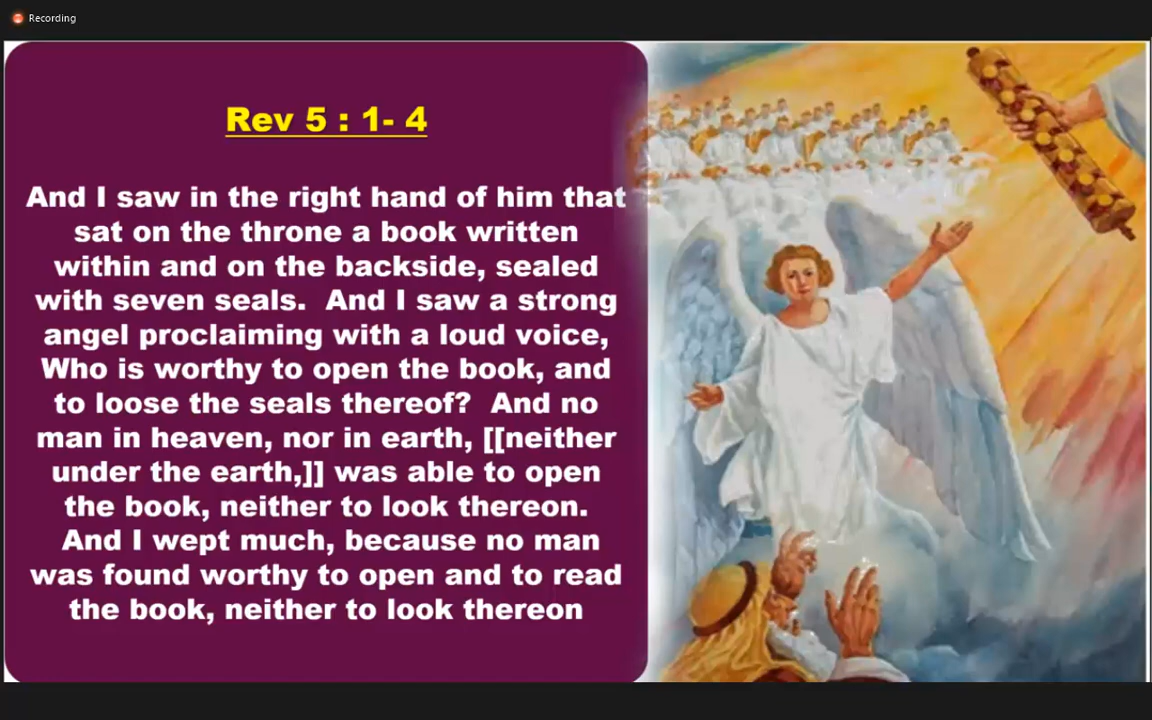 Recording
Rev 5 : 1- 4
And I saw in the right hand of him that
sat on the throne a book written
within and on the backside, sealed
with seven seals.  And I saw a strong
angel proclaiming with a loud voice,
Who is worthy to open the book, and
to loose the seals thereof?  And no
man in heaven, nor in earth, [[neither
under the earth,]] was able to open
the book, neither to look thereon.
And I wept much, because no man
was found worthy to open and to read
the book, neither to look thereon